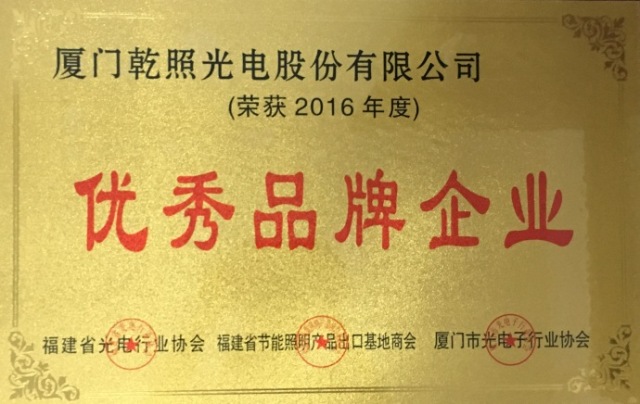 厦门乾照光电股份有限公司
(荣获 2016 年度)
优秀品牌企业
福建省光电行业协会 福建省节能照明产品出口基地商会 厦门市光电子行业协会